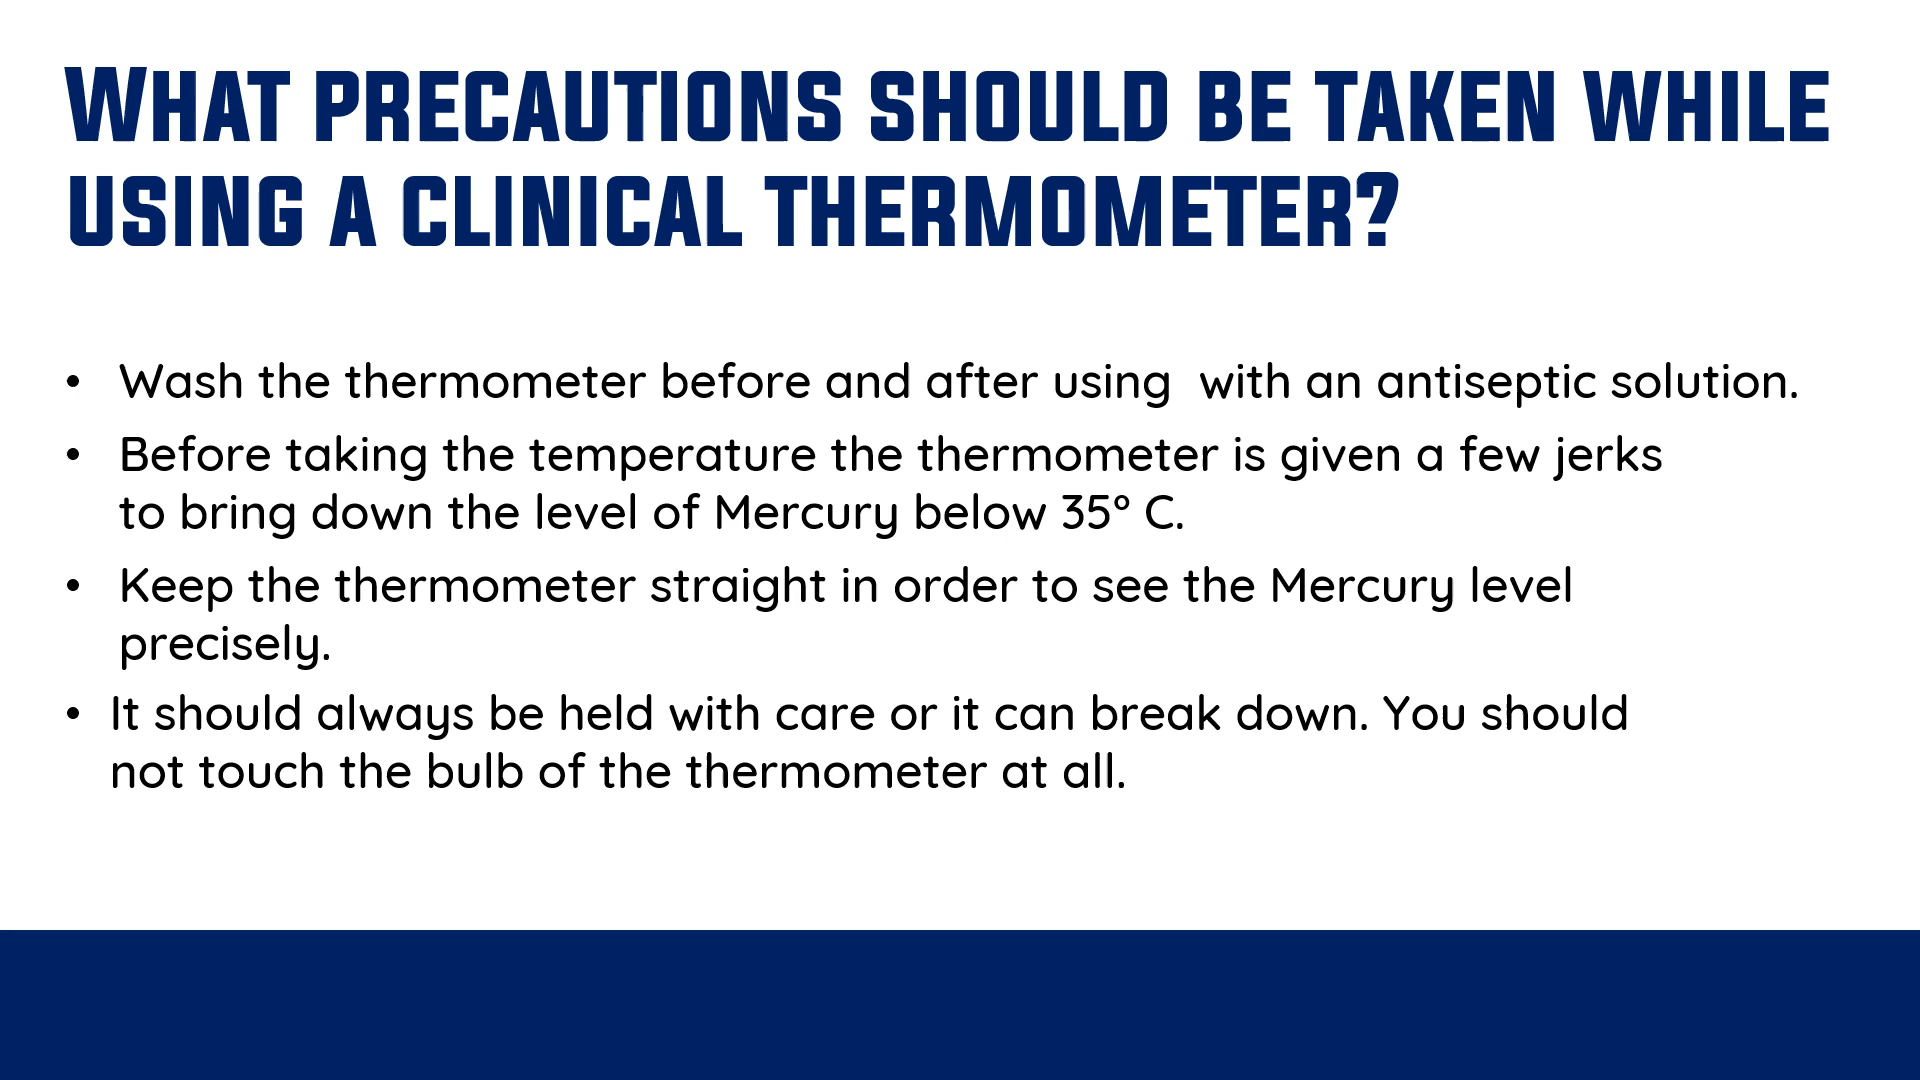 What precautions should be taken while
using a clinical thermometer?
• Wash the thermometer before and after using  with an antiseptic solution.
• Before taking the temperature the thermometer is given a few jerks
to bring down the level of Mercury below 35° C.
• Keep the thermometer straight in order to see the Mercury level
precisely.
• It should always be held with care or it can break down. You should
not touch the bulb of the thermometer at all.